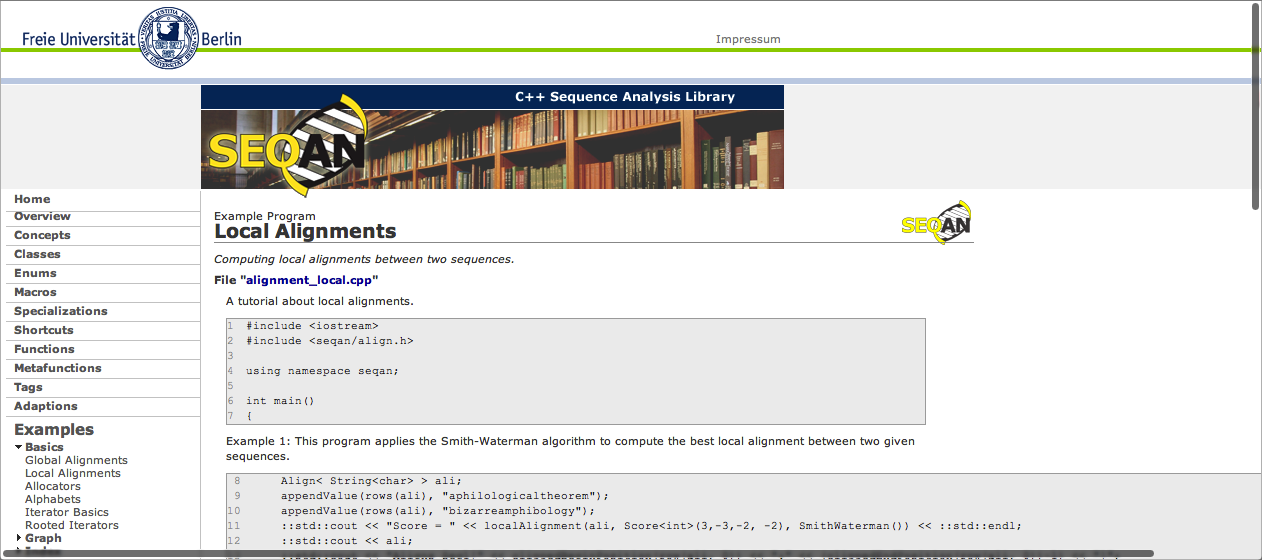 Freie Universität Berlin
Impressum
C++ Sequence Analysis Library
SEQAN
Home
Overview
Concepts
Classes
Enums
Macros
Specializations
Shortcuts
Functions
Metafunctions
Tags
Adaptions
Examples
Basics
Global Alignments
Local Alignments
Allocators
Alphabets
Iterator Basics
Rooted Iterators
Graph
Example Program
Local Alignments
SEQAN
Computing local alignments between two sequences.
File "alignment_local.cpp"
A tutorial about local alignments.
1 #include <iostream>
2 #include <seqan/align.h>
3
4 using namespace seqan;
5
6 int main()
7 {
Example 1: This program applies the Smith-Waterman algorithm to compute the best local alignment between two given
sequences.
8 Align< String<char> > ali;
9 appendValue(rows(ali), "aphilologicaltheorem");
10 appendValue(rows(ali), "bizarreamphibology");
11 ::std::cout << "Score = " << localAlignment(ali, Score<int>(3,-3,-2, -2), SmithWaterman()) << ::std::endl;
12 ::std::cout << ali;